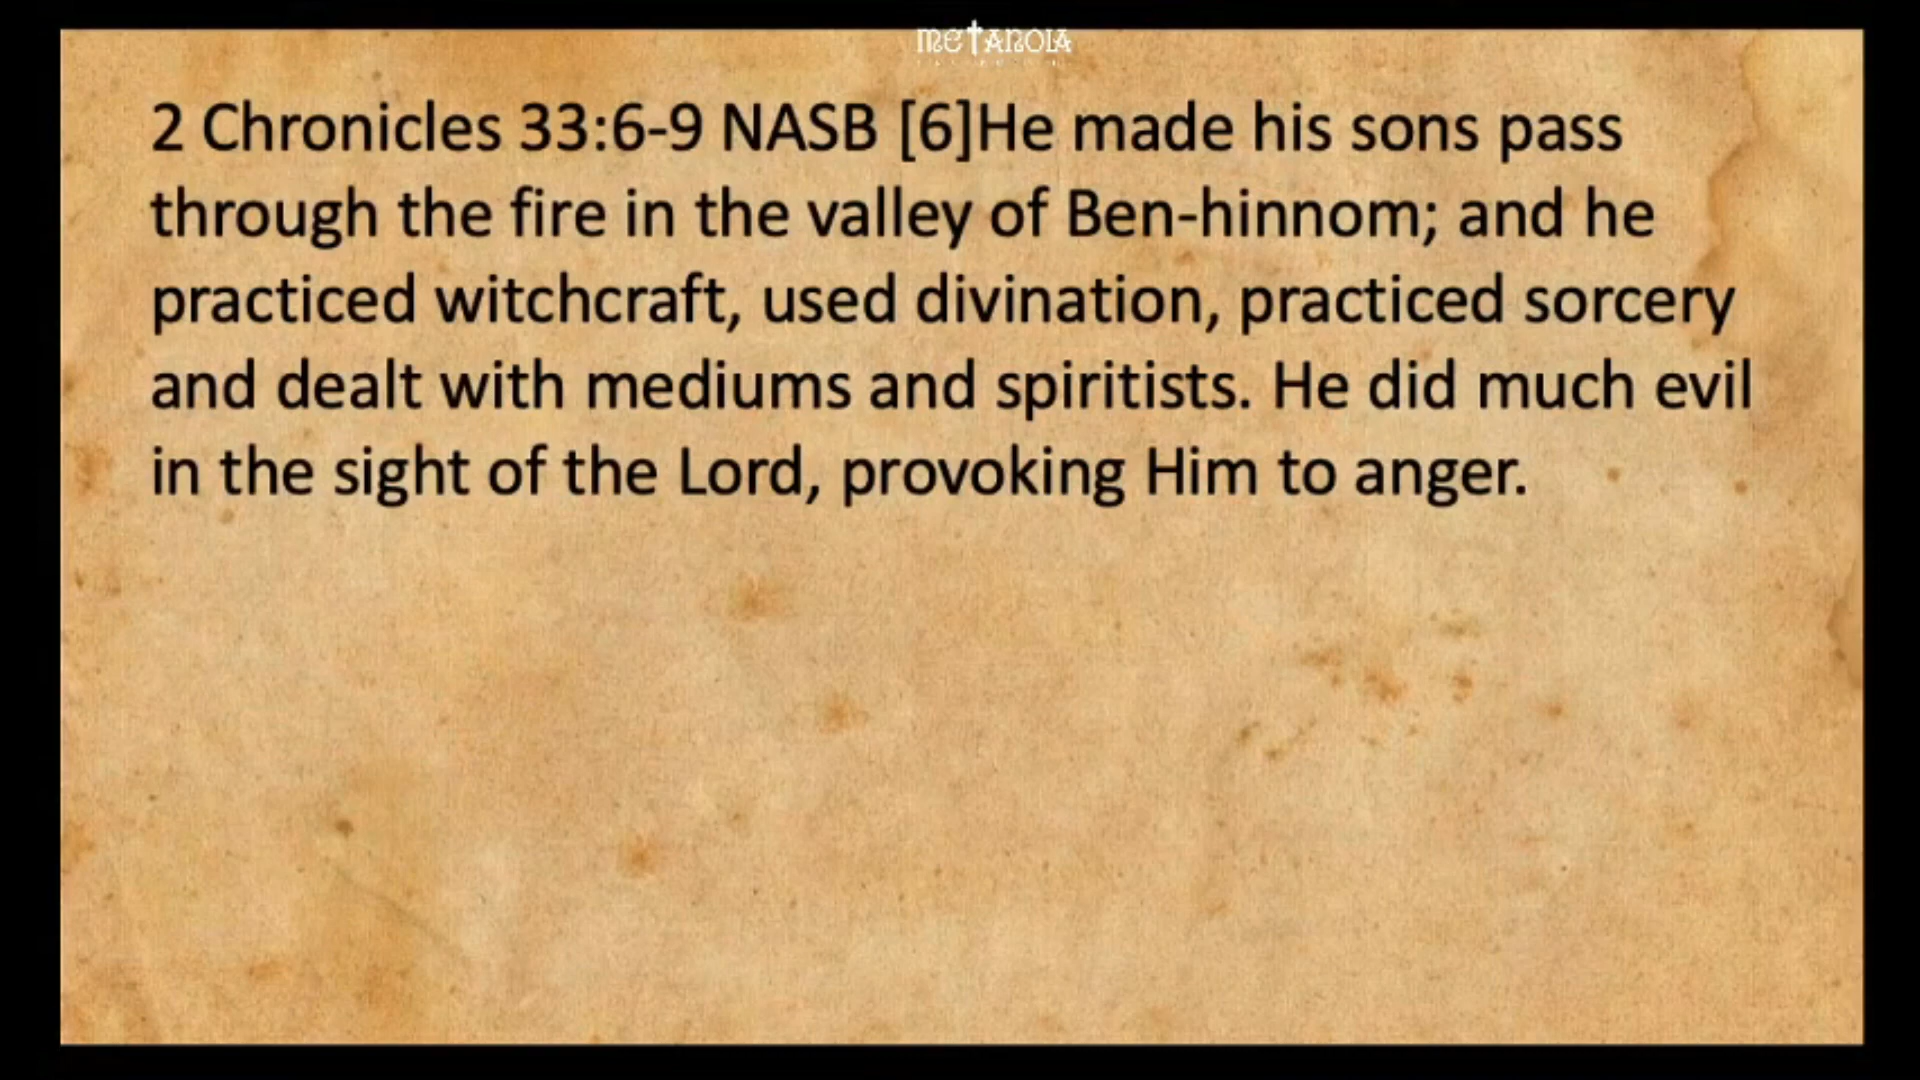 METANOIA
2 Chronicles 33:6-9 NASB [6]He made his sons pass
through the fire in the valley of Ben-hinnom; and he
practiced witchcraft, used divination, practiced sorcery
and dealt with mediums and spiritists. He did much evil
in the sight of the Lord, provoking Him to anger.